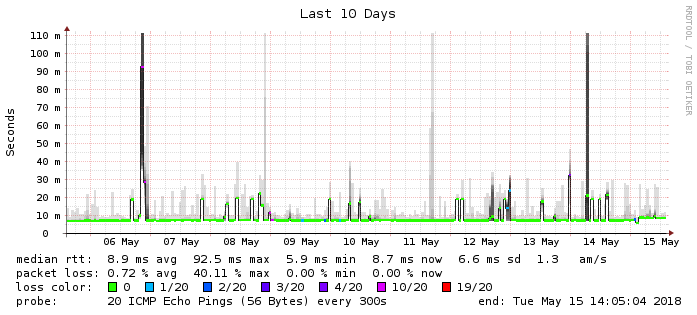 Last 10 Days
RRDTOOL / TOBI OETIKER
Seconds
110 m
100 m
90 m
80 m
70 m
60 m
50 m
40 m
30 m
20 m
10 m
0
06 May 07 May 08 May 09 May 10 May 11 May 12 May 13 May 14 May 15 May
median rtt: 8.9 ms avg 92.5 ms max 5.9 ms min 8.7 ms now 6.6 ms sd 1.3 am/s
packet loss: 0.72 % avg 40.11 % max 0.00 % min 0.00 % now
loss color: 0 1/20 2/20 3/20 4/20 10/20 19/20
probe: 20 ICMP Echo Pings (56 Bytes) every 300s end: Tue May 15 14:05:04 2018